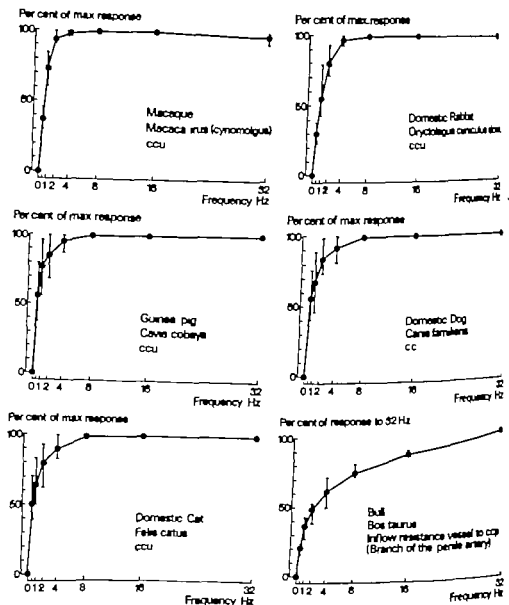 Per cent of max response
100
50
0
0 1 2 4 8 16 32
Frequency Hz
Macaque
Macaca irus (cynomolgus)
ccu
Per cent of max.response
100
50
0
0 1 2 4 8 16 32
Frequency Hz
Domestic Rabbit
Oryctolagus cuniculus
ccu
Per cent of max response
100
50
0
0 1 2 4 8 16 32
Frequency Hz
Guinea pig
Cavia cobaya
ccu
Per cent of max response
100
50
0
0 1 2 4 8 16 32
Frequency Hz
Domestic Dog
Canis familiaris
cc
Per cent of max response
100
50
0
0 1 2 4 8 16 32
Frequency Hz
Domestic Cat
Felis catus
ccu
Per cent of response to 32 Hz
100
50
0
0 1 2 4 8 16 32
Frequency Hz
Bull
Bos taurus
Inflow resistance vessel to
(Branch of the penile artery)